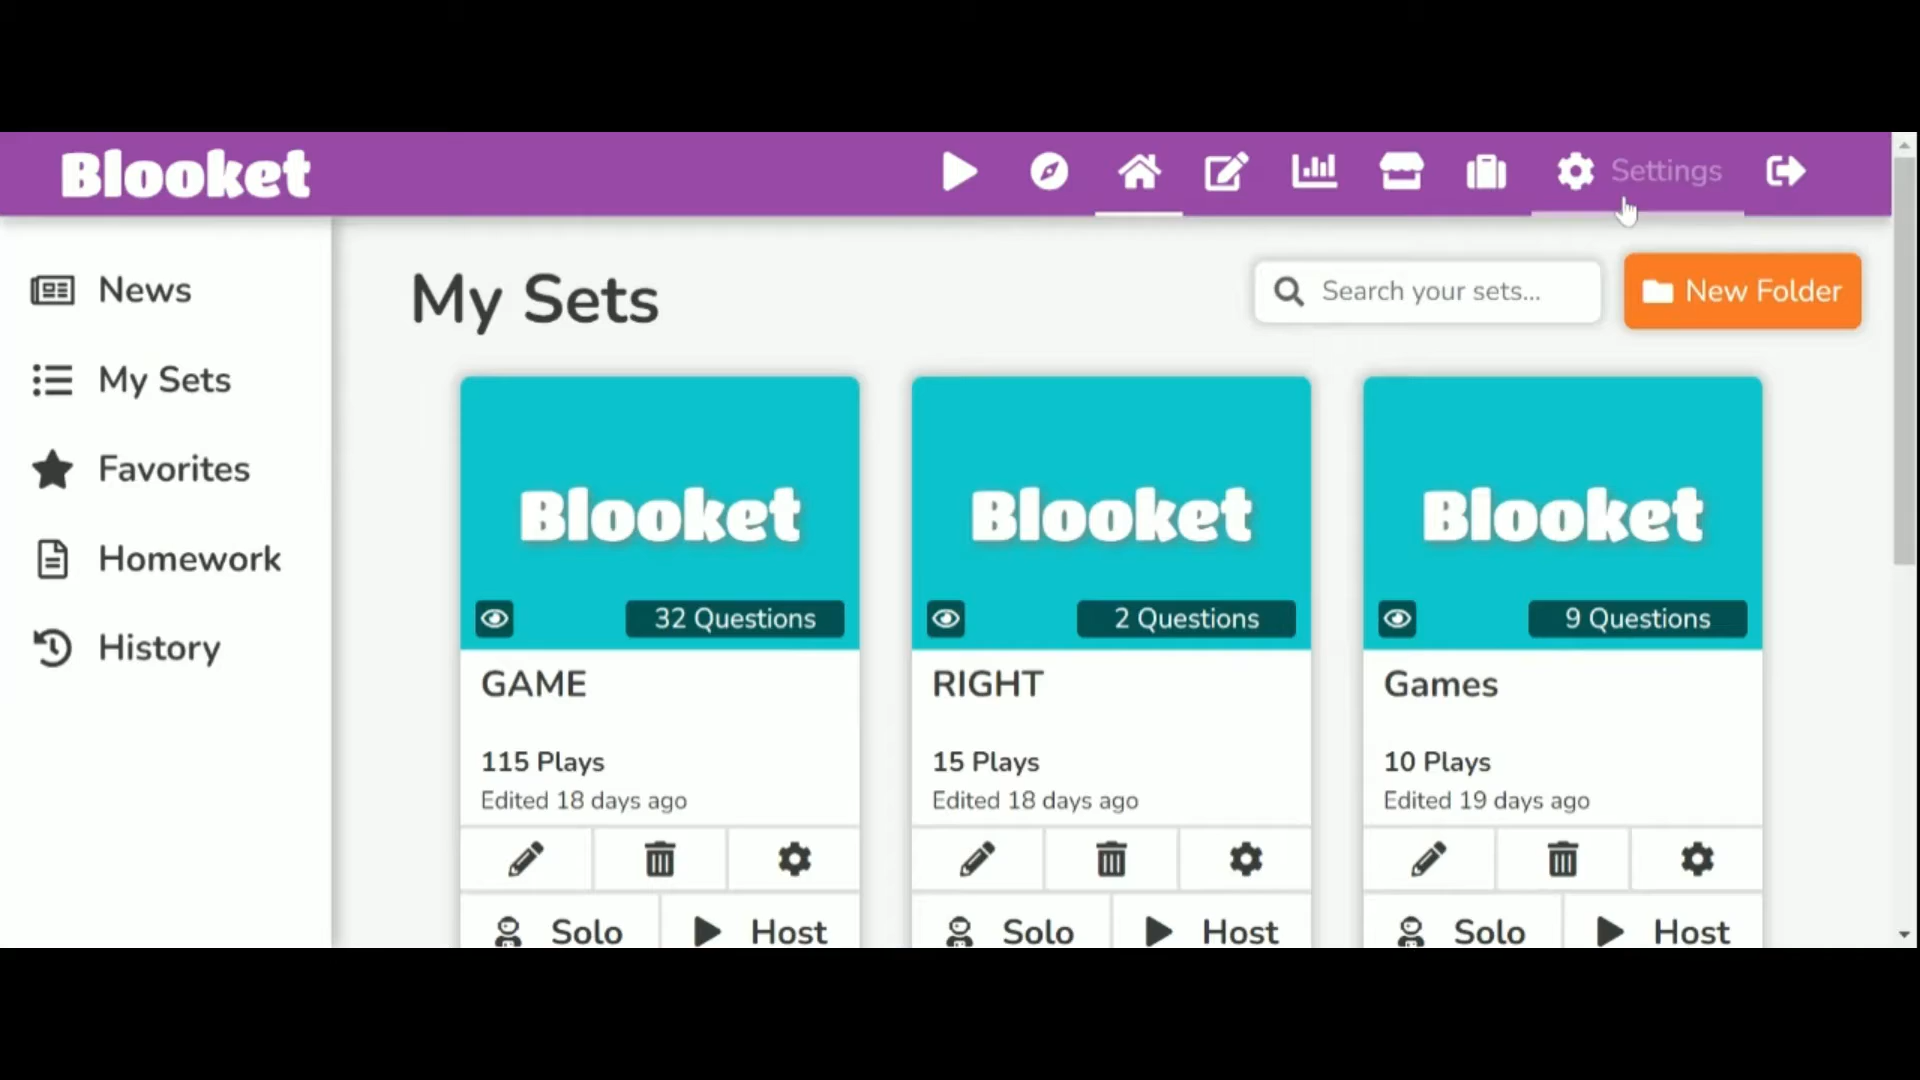 Blooket
Settings
News
My Sets
Favorites
Homework
History
My Sets
Search your sets...
New Folder
Blooket
32 Questions
GAME
115 Plays
Edited 18 days ago
Solo
Host
Blooket
2 Questions
RIGHT
15 Plays
Edited 18 days ago
Solo
Host
Blooket
9 Questions
Games
10 Plays
Edited 19 days ago
Solo
Host